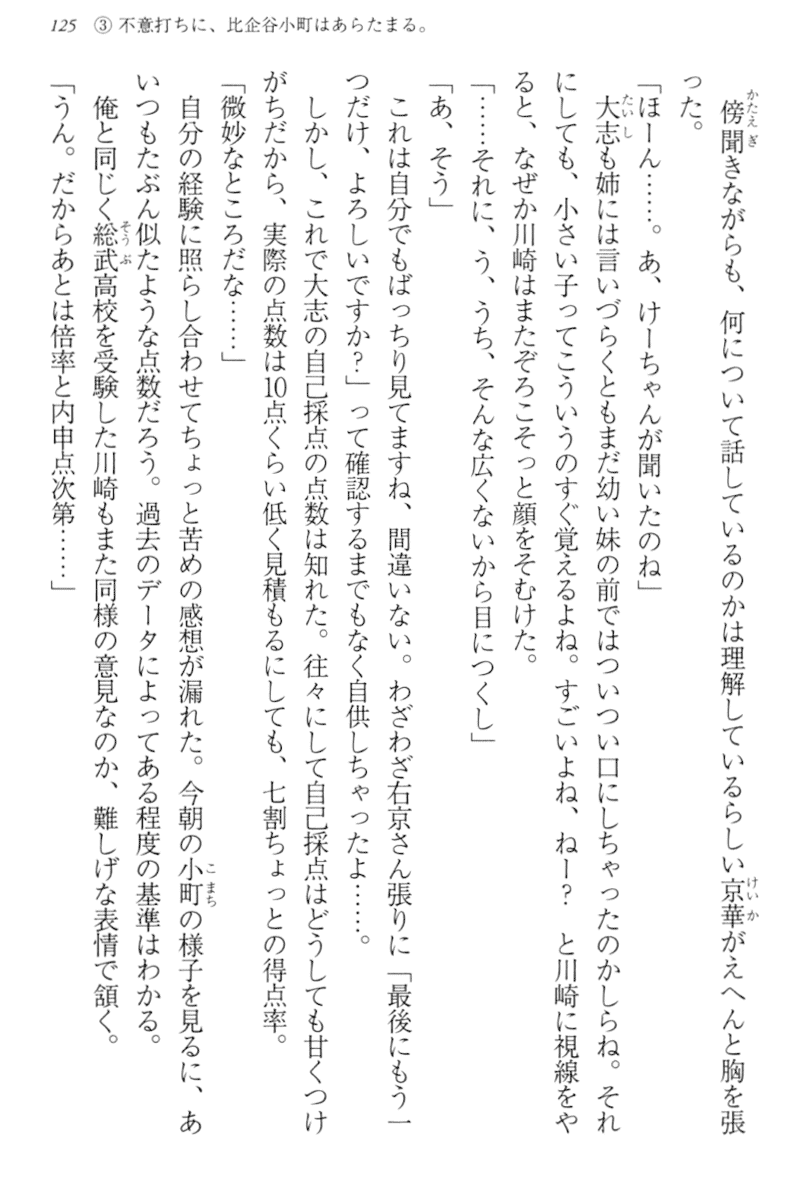 125　③ 不意打ちに、比企谷小町はあらたまる。
　傍聞きながらも、何について話しているのかは理解しているらしい京華がえへんと胸を張
った。
「ほーん……。あ、けーちゃんが聞いたのね」
　大志も姉には言いづらくともまだ幼い妹の前ではついつい口にしちゃったのかしらね。それ
にしても、小さい子ってこういうのすぐ覚えるよね。すごいよね、ねー？　と川崎に視線をや
ると、なぜか川崎はまたぞろこそっと顔をそむけた。
「……それに、う、うち、そんな広くないから目につくし」
「あ、そう」
　これは自分でもばっちり見てますね、間違いない。わざわざ右京さん張りに「最後にもう一
つだけ、よろしいですか？」って確認するまでもなく自供しちゃったよ……。
　しかし、これで大志の自己採点の点数は知れた。往々にして自己採点はどうしても甘くつけ
がちだから、実際の点数は10点くらい低く見積もるにしても、七割ちょっとの得点率。
「微妙なところだな……」
　自分の経験に照らし合わせてちょっと苦めの感想が漏れた。今朝の小町の様子を見るに、あ
いつもたぶん似たような点数だろう。過去のデータによってある程度の基準はわかる。
　俺と同じく総武高校を受験した川崎もまた同様の意見なのか、難しげな表情で頷く。
「うん。だからあとは倍率と内申点次第……」